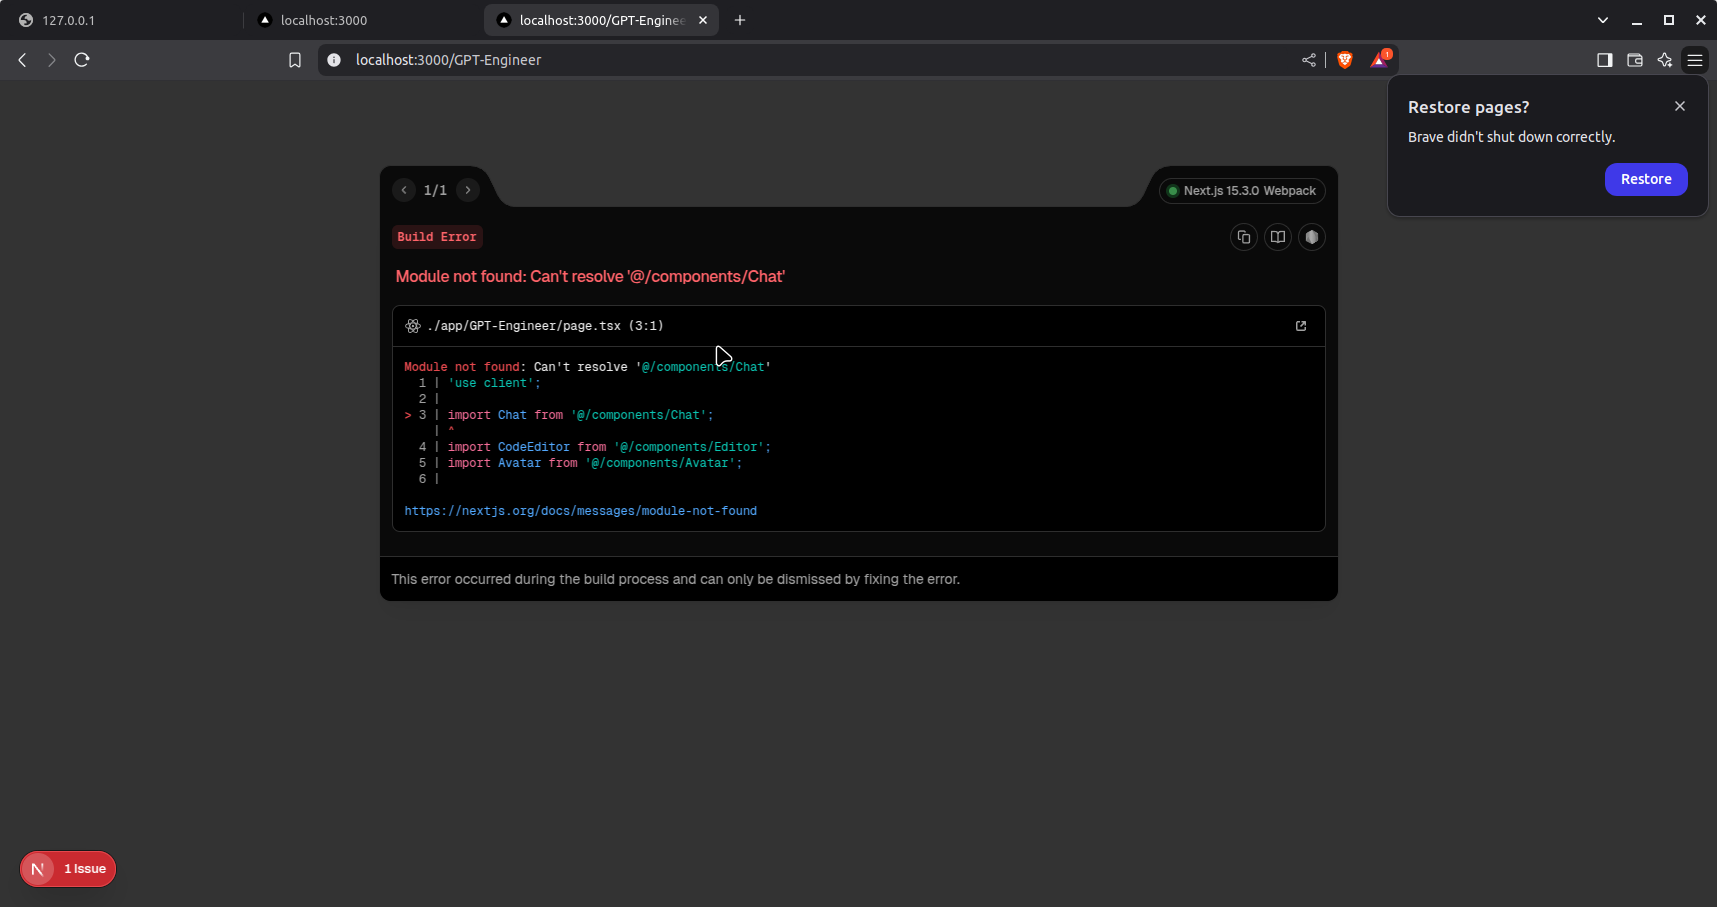 127.0.0.1
localhost:3000
localhost:3000/GPT-Enginee
localhost:3000/GPT-Engineer
1
Restore pages?
Brave didn't shut down correctly.
Restore
1/1
Next.js 15.3.0 Webpack
Build Error
Module not found: Can't resolve '@/components/Chat'
./app/GPT-Engineer/page.tsx (3:1)
Module not found: Can't resolve '@/components/Chat'
1 | 'use client';
2 |
> 3 | import Chat from '@/components/Chat';
| ^
4 | import CodeEditor from '@/components/Editor';
5 | import Avatar from '@/components/Avatar';
6 |
https://nextjs.org/docs/messages/module-not-found
This error occurred during the build process and can only be dismissed by fixing the error.
N 1 Issue